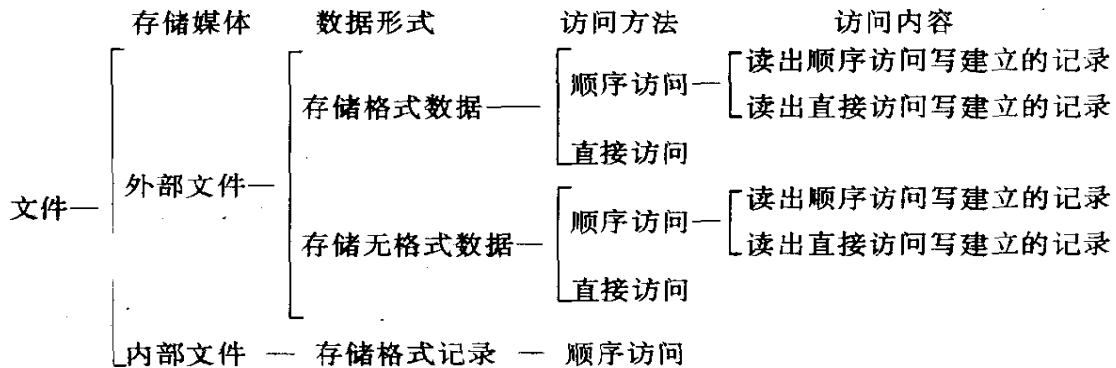 存储媒体 数据形式 访问方法 访问内容
读出顺序访问写建立的记录
顺序访问
存储格式数据
读出直接访问写建立的记录
直接访问
外部文件
文件
读出顺序访问写建立的记录
顺序访问
存储无格式数据
读出直接访问写建立的记录
直接访问
内部文件 — 存储格式记录 — 顺序访问